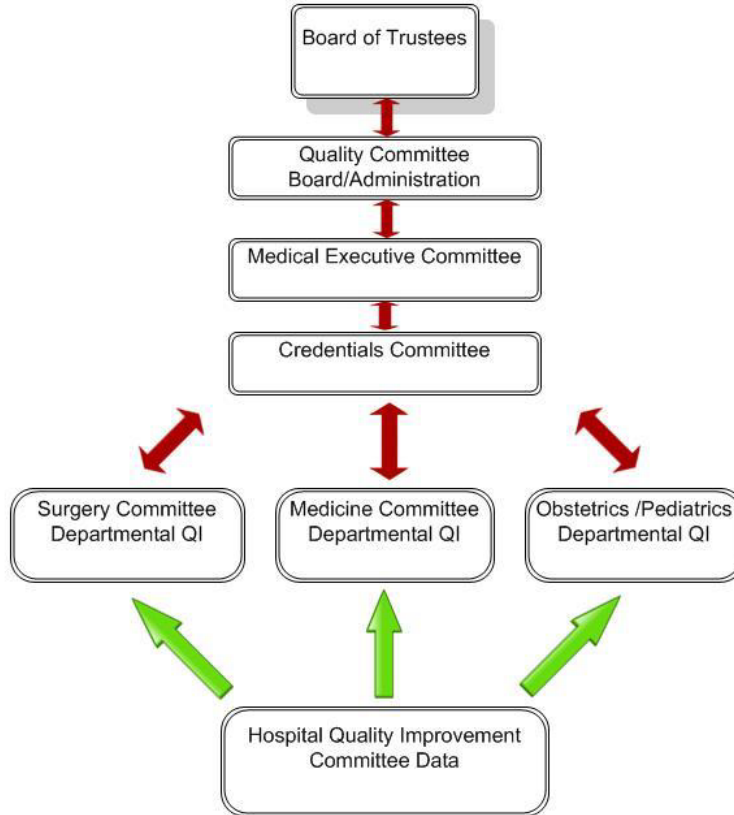 Board of Trustees
Quality Committee
Board/Administration
Medical Executive Committee
Credentials Committee
Surgery Committee
Departmental QI
Medicine Committee
Departmental QI
Obstetrics /Pediatrics
Departmental QI
Hospital Quality Improvement
Committee Data